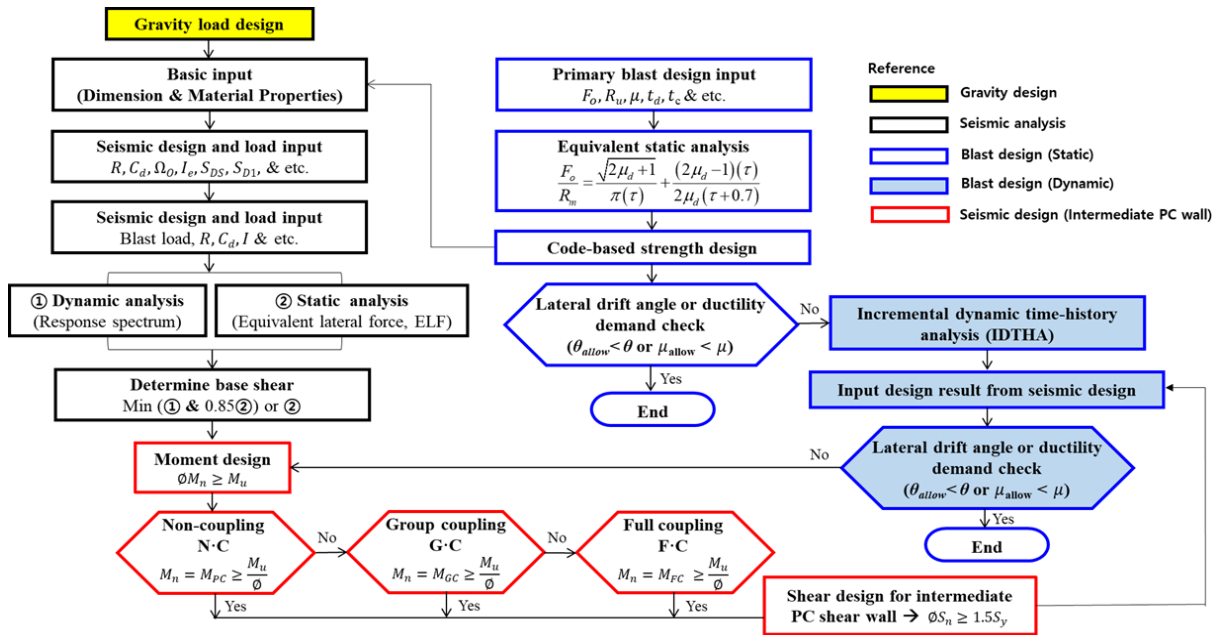 Gravity load design
Basic input
(Dimension & Material Properties)
Seismic design and load input
R, C_d, Ω_O, I_e, S_DS, S_D1, & etc.
Seismic design and load input
Blast load, R, C_d, I & etc.
① Dynamic analysis
(Response spectrum)
② Static analysis
(Equivalent lateral force, ELF)
Determine base shear
Min (① & 0.85②) or ②
Moment design
∅M_n ≥ M_u
Non-coupling
N·C
M_n = M_PC ≥ M_u/∅
No
Group coupling
G·C
M_n = M_GC ≥ M_u/∅
No
Full coupling
F·C
M_n = M_FC ≥ M_u/∅
Yes
Yes
Yes
Shear design for intermediate
PC shear wall → ∅S_n ≥ 1.5S_y
Primary blast design input
F_o, R_u, μ, t_d, t_c & etc.
Equivalent static analysis
F_o/R_m = √(2μ_d+1)/π(τ) + (2μ_d−1)(τ)/2μ_d(τ+0.7)
Code-based strength design
Lateral drift angle or ductility
demand check
(θ_allow< θ or μ_allow < μ)
No
Yes
End
Incremental dynamic time-history
analysis (IDTHA)
Input design result from seismic design
Lateral drift angle or ductility
demand check
(θ_allow< θ or μ_allow < μ)
No
Yes
End
Reference
Gravity design
Seismic analysis
Blast design (Static)
Blast design (Dynamic)
Seismic design (Intermediate PC wall)